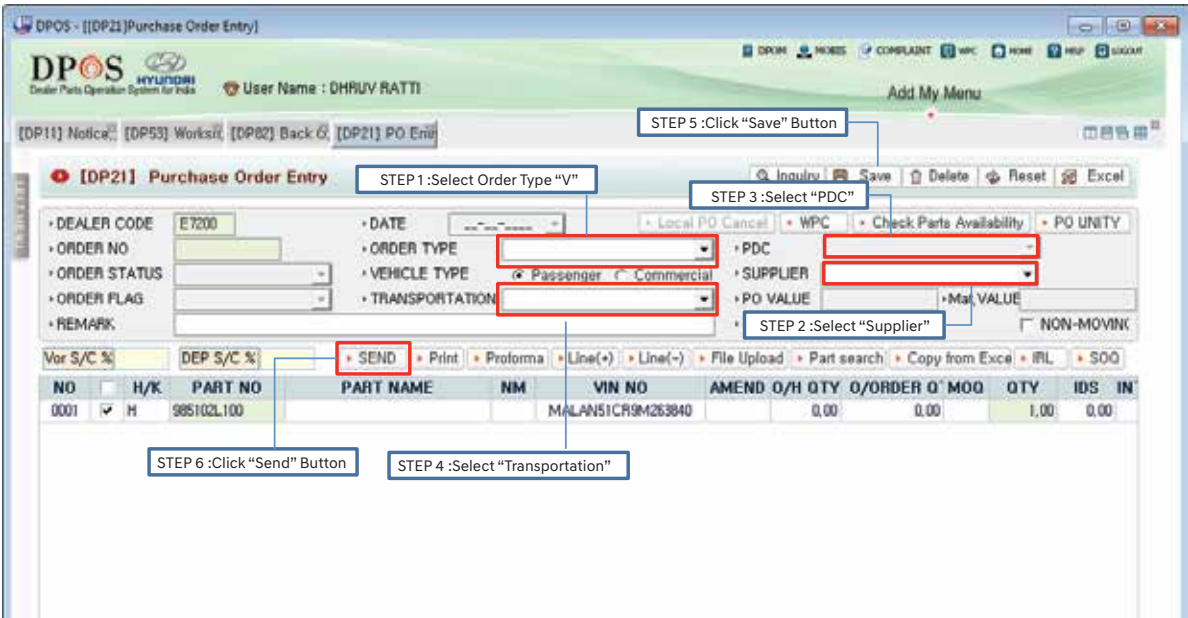 DPOS - [[DP21]Purchase Order Entry]
DPOS HYUNDAI
Dealer Parts Operation System for India
User Name : DHRUV RATTI
DPOIM MOBIS COMPLAINT WPC HOME HELP LOGOUT
Add My Menu
[DP11] Notice [DP53] Worksh [DP82] Back O [DP21] PO Entr
STEP 5 :Click "Save" Button
[DP21] Purchase Order Entry
STEP 1 :Select Order Type "V"
Inquiry Save Delete Reset Excel
STEP 3 :Select "PDC"
DEALER CODE E7200 DATE __-__-____ Local PO Cancel WPC Check Parts Availability PO UNITY
ORDER NO ORDER TYPE PDC
ORDER STATUS VEHICLE TYPE Passenger Commercial SUPPLIER
ORDER FLAG TRANSPORTATION PO VALUE Mat, VALUE
REMARK STEP 2 :Select "Supplier" NON-MOVING
Vor S/C % DEP S/C % SEND Print Proforma Line(+) Line(-) File Upload Part search Copy from Excel IRL SOQ
NO H/K PART NO PART NAME NM VIN NO AMEND O/H QTY O/ORDER Q' MOQ QTY IDS IN
0001 H 985102L100 MALAN51CR9M263840 0,00 0,00 1,00 0,00
STEP 6 :Click "Send" Button
STEP 4 :Select "Transportation"